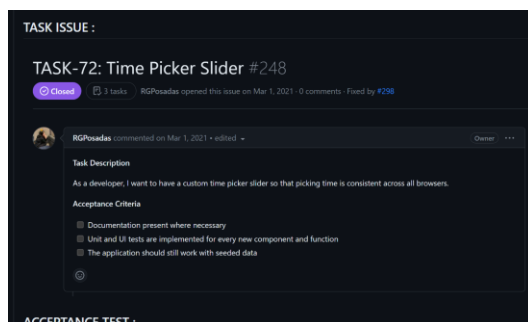 TASK ISSUE :
TASK-72: Time Picker Slider #248
Closed 3 tasks RGPosadas opened this issue on Mar 1, 2021 · 0 comments · Fixed by #298
RGPosadas commented on Mar 1, 2021 • edited Owner
Task Description
As a developer, I want to have a custom time picker slider so that picking time is consistent across all browsers.
Acceptance Criteria
Documentation present where necessary
Unit and UI tests are implemented for every new component and function
The application should still work with seeded data
ACCEPTANCE TEST :